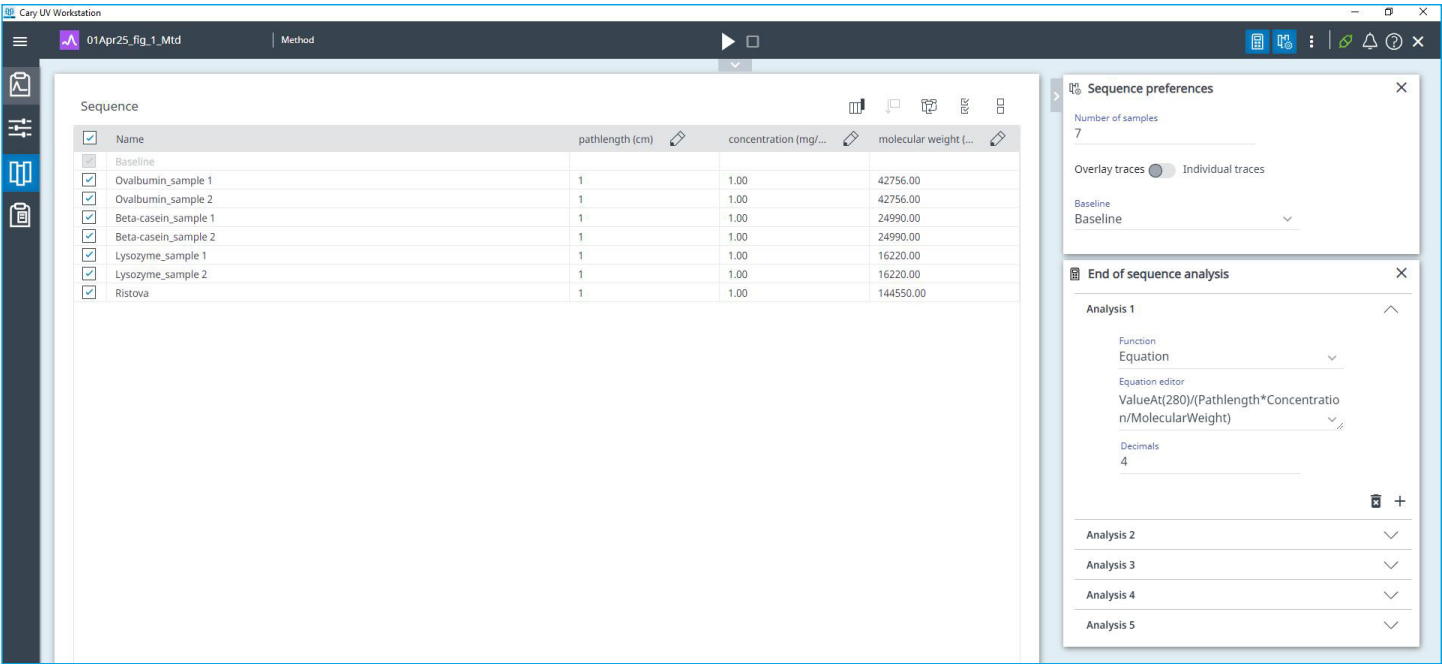 Cary UV Workstation
01Apr25_fig_1_Mtd Method
Sequence
Name pathlength (cm) concentration (mg/... molecular weight (...
Baseline
Ovalbumin_sample 1 1 1.00 42756.00
Ovalbumin_sample 2 1 1.00 42756.00
Beta-casein_sample 1 1 1.00 24990.00
Beta-casein_sample 2 1 1.00 24990.00
Lysozyme_sample 1 1 1.00 16220.00
Lysozyme_sample 2 1 1.00 16220.00
Ristova 1 1.00 144550.00
Sequence preferences
Number of samples
7
Overlay traces Individual traces
Baseline
Baseline
End of sequence analysis
Analysis 1
Function
Equation
Equation editor
ValueAt(280)/(Pathlength*Concentratio
n/MolecularWeight)
Decimals
4
Analysis 2
Analysis 3
Analysis 4
Analysis 5